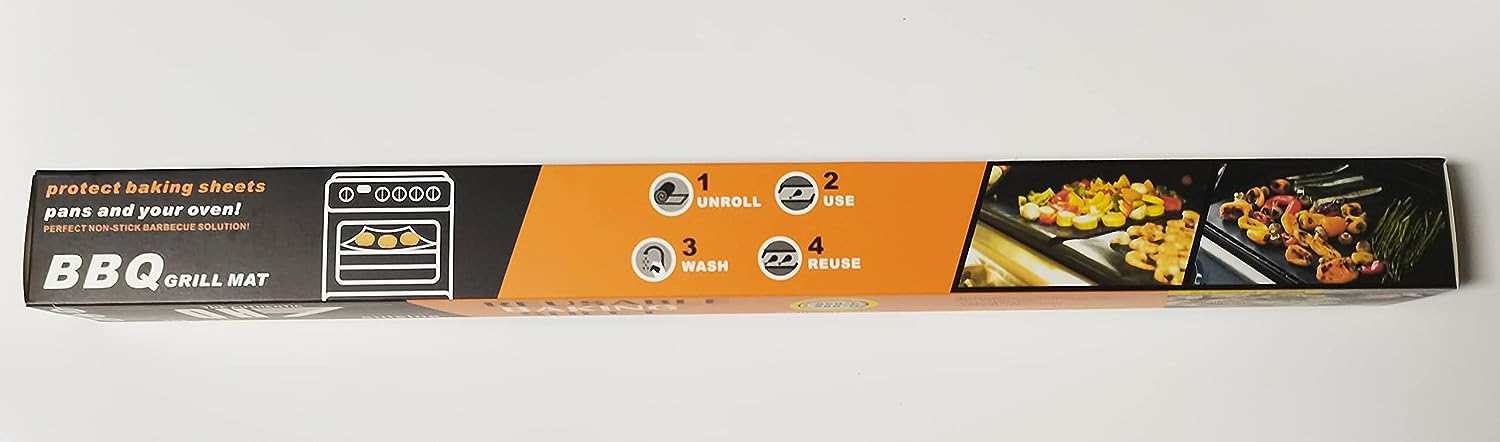 protect baking sheets
pans and your oven!
PERFECT NON-STICK BARBECUE SOLUTION!
BBQ GRILL MAT
1 UNROLL
2 USE
3 WASH
4 REUSE
REUSABLE